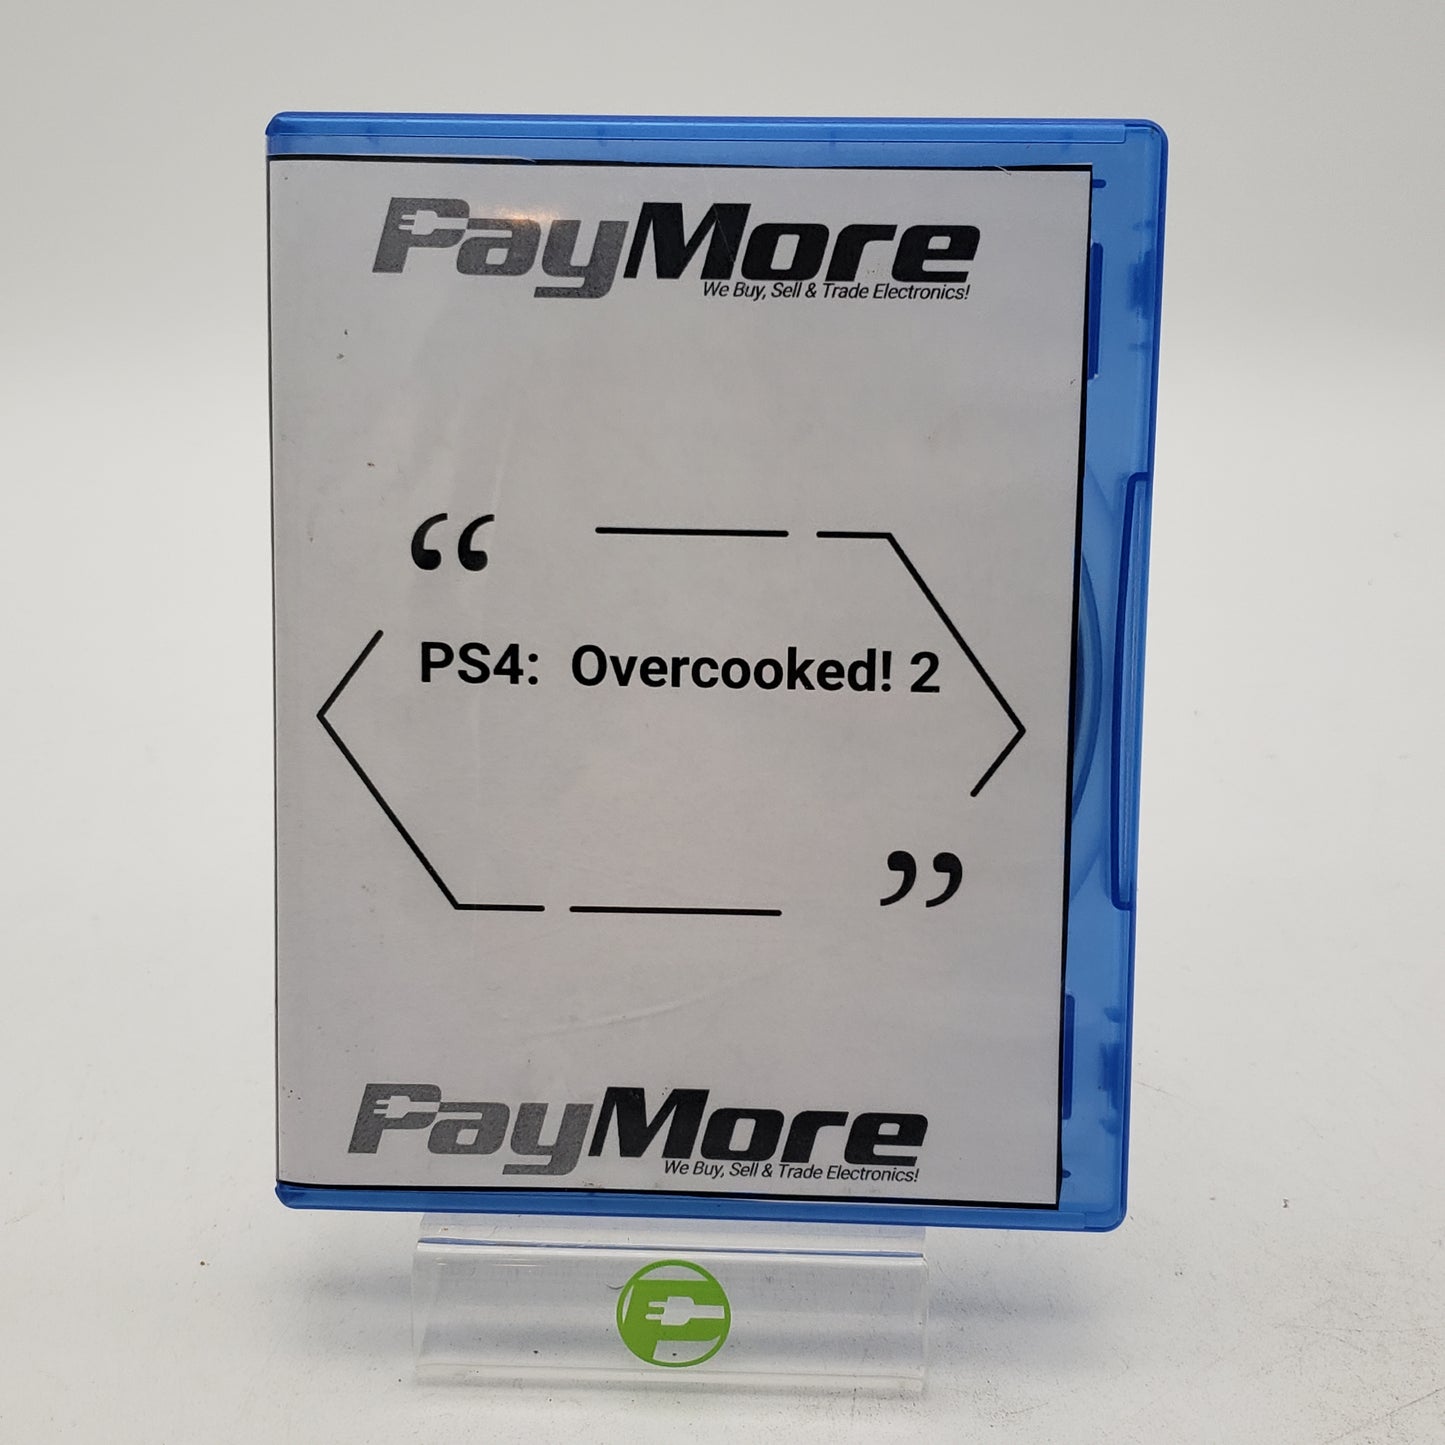 PayMore
We Buy, Sell & Trade Electronics!
“
PS4: Overcooked! 2
”
PayMore
We Buy, Sell & Trade Electronics!